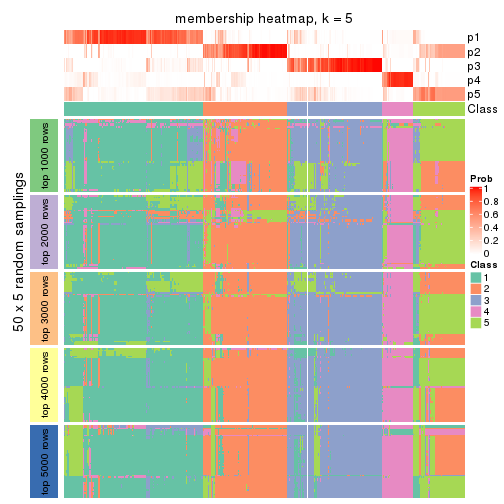 membership heatmap, k = 5
p1
p2
p3
p4
p5
Class
50 x 5 random samplings
top 1000 rows
top 2000 rows
top 3000 rows
top 4000 rows
top 5000 rows
Prob
1
0.8
0.6
0.4
0.2
0
Class
1
2
3
4
5